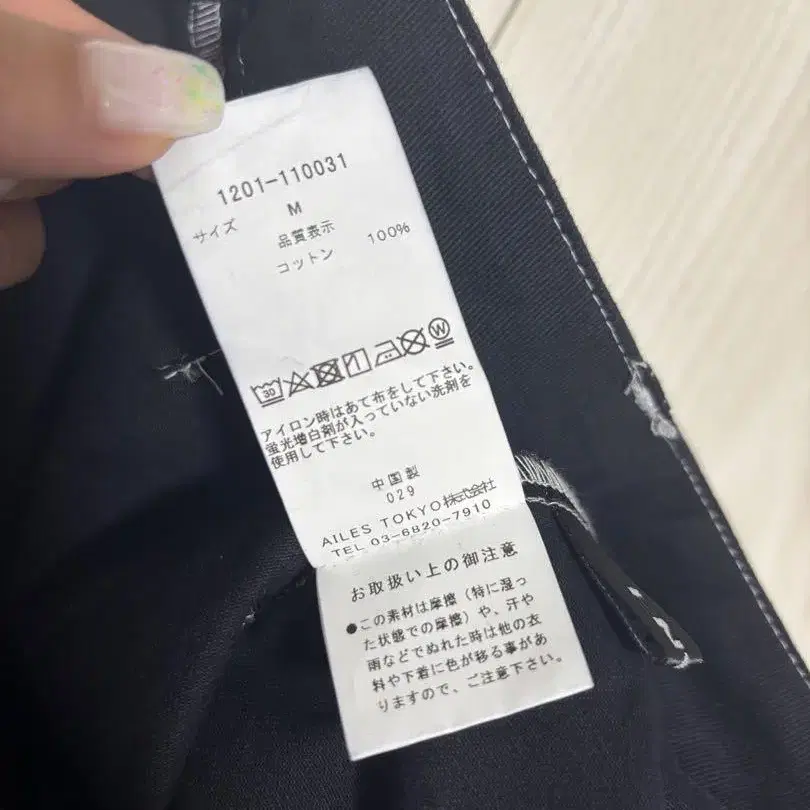 1201-110031
サイズ M
品質表示
コットン 100%
30 W
アイロン時はあて布をして下さい。
蛍光増白剤が入っていない洗剤を
使用して下さい。
中国製
029
AILES TOKYO株式会社
TEL 03-6820-7910
お取扱い上の御注意
●この素材は摩擦(特に湿っ
た状態での摩擦)や、汗や
雨などでぬれた時は他の衣
料や下着に色が移る事があ
りますので、ご注意下さい。